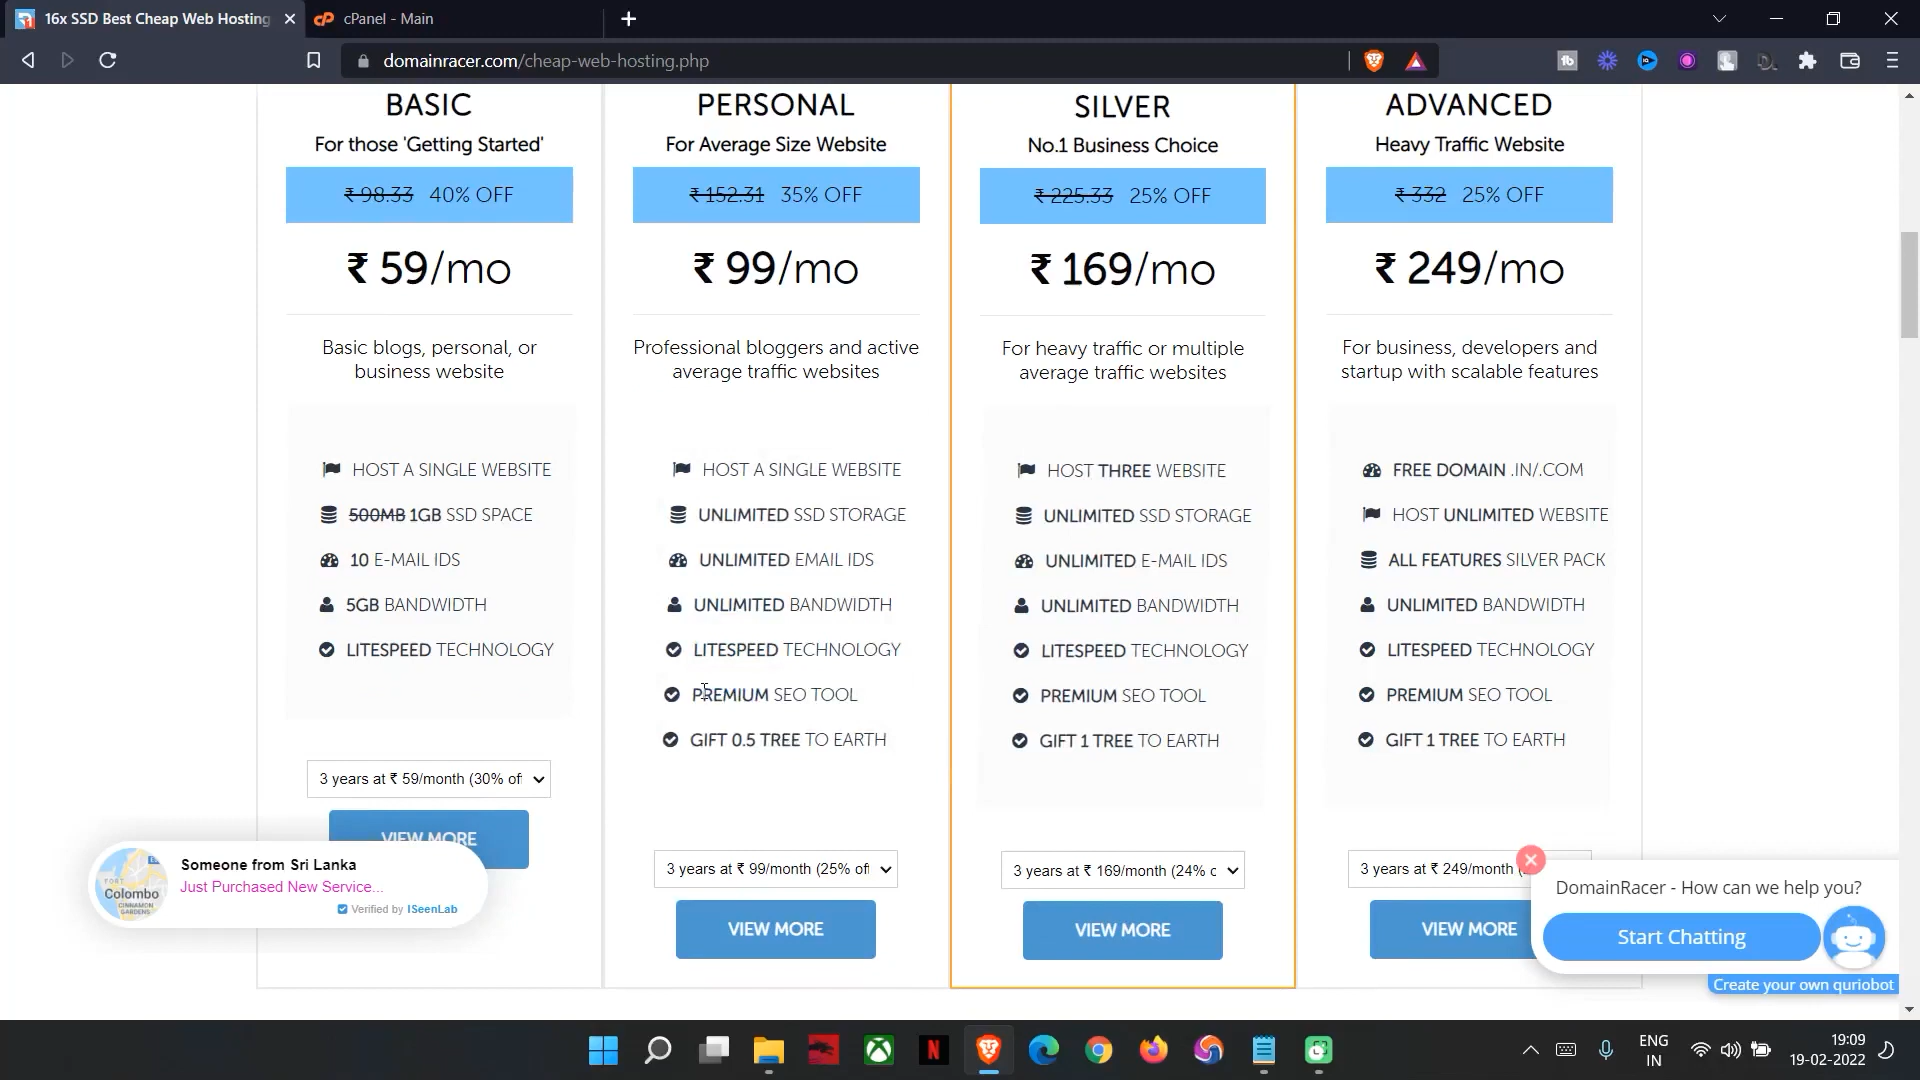 16x SSD Best Cheap Web Hosting
cPanel - Main
domainracer.com/cheap-web-hosting.php
BASIC
For those 'Getting Started'
₹ 98.33 40% OFF
₹ 59/mo
Basic blogs, personal, or
business website
HOST A SINGLE WEBSITE
500MB 1GB SSD SPACE
10 E-MAIL IDS
5GB BANDWIDTH
LITESPEED TECHNOLOGY
3 years at ₹ 59/month (30% of
VIEW MORE
PERSONAL
For Average Size Website
₹ 152.31 35% OFF
₹ 99/mo
Professional bloggers and active
average traffic websites
HOST A SINGLE WEBSITE
UNLIMITED SSD STORAGE
UNLIMITED EMAIL IDS
UNLIMITED BANDWIDTH
LITESPEED TECHNOLOGY
PREMIUM SEO TOOL
GIFT 0.5 TREE TO EARTH
3 years at ₹ 99/month (25% off
VIEW MORE
SILVER
No.1 Business Choice
₹ 225.33 25% OFF
₹ 169/mo
For heavy traffic or multiple
average traffic websites
HOST THREE WEBSITE
UNLIMITED SSD STORAGE
UNLIMITED E-MAIL IDS
UNLIMITED BANDWIDTH
LITESPEED TECHNOLOGY
PREMIUM SEO TOOL
GIFT 1 TREE TO EARTH
3 years at ₹ 169/month (24% c
VIEW MORE
ADVANCED
Heavy Traffic Website
₹ 332 25% OFF
₹ 249/mo
For business, developers and
startup with scalable features
FREE DOMAIN .IN/.COM
HOST UNLIMITED WEBSITE
ALL FEATURES SILVER PACK
UNLIMITED BANDWIDTH
LITESPEED TECHNOLOGY
PREMIUM SEO TOOL
GIFT 1 TREE TO EARTH
3 years at ₹ 249/month
VIEW MORE
Colombo
Someone from Sri Lanka
Just Purchased New Service...
Verified by ISeenLab
DomainRacer - How can we help you?
Start Chatting
Create your own quriobot
ENG
IN
19:09
19-02-2022